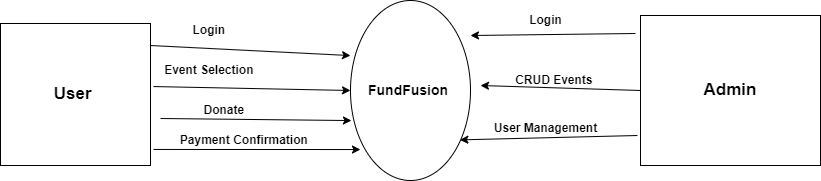 Login
Event Selection
User
Donate
Payment Confirmation
FundFusion
Login
CRUD Events
User Management
Admin